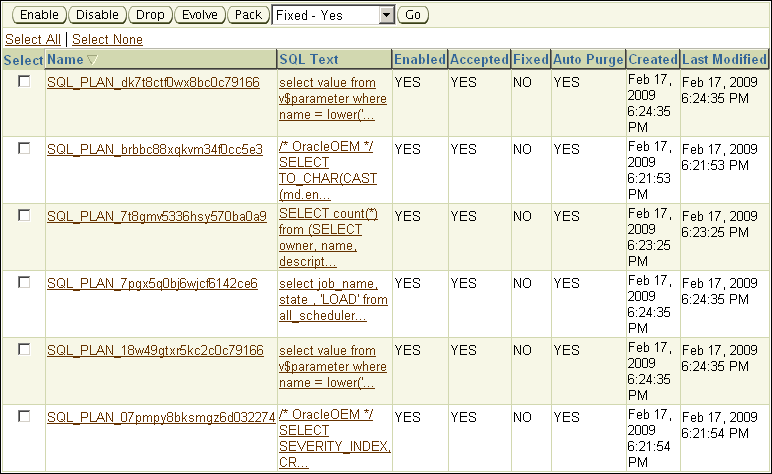 Enable Disable Drop Evolve Pack Fixed - Yes Go
Select All | Select None
Select Name SQL Text Enabled Accepted Fixed Auto Purge Created Last Modified
SQL_PLAN_dk7t8ctf0wx8bc0c79166 select value from v$parameter where name = lower('... YES YES NO YES Feb 17, 2009 6:24:35 PM Feb 17, 2009 6:24:35 PM
SQL_PLAN_brbbc88xqkvm34f0cc5e3 /* OracleOEM */ SELECT TO_CHAR(CAST (md.en... YES YES NO YES Feb 17, 2009 6:21:53 PM Feb 17, 2009 6:21:53 PM
SQL_PLAN_7t8gmv5336hsy570ba0a9 SELECT count(*) from (SELECT owner, name, descript... YES YES NO YES Feb 17, 2009 6:23:25 PM Feb 17, 2009 6:23:25 PM
SQL_PLAN_7pgx5q0bj6wjcf6142ce6 select job_name, state , 'LOAD' from all_scheduler... YES YES NO YES Feb 17, 2009 6:24:35 PM Feb 17, 2009 6:24:35 PM
SQL_PLAN_18w49gtxr5kc2c0c79166 select value from v$parameter where name = lower('... YES YES NO YES Feb 17, 2009 6:24:35 PM Feb 17, 2009 6:24:35 PM
SQL_PLAN_07pmpy8bksmgz6d032274 /* OracleOEM */ SELECT SEVERITY_INDEX, CR... YES YES NO YES Feb 17, 2009 6:21:54 PM Feb 17, 2009 6:21:54 PM